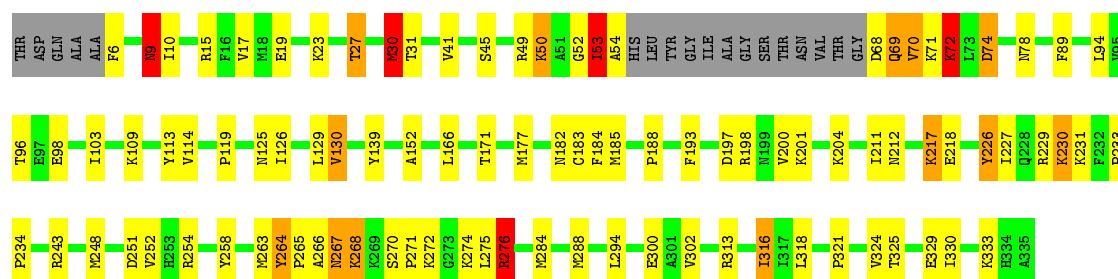 THR ASP GLN ALA ALA F6 N9 I10 R15 F16 V17 M18 E19 K23 T27 M30 T31 V41 S45 R49 K50 A51 G52 I53 A54 HIS LEU TYR GLY ILE ALA GLY SER THR ASN VAL THR GLY D68 Q69 V70 K71 K72 L73 D74 N78 F89 L94 V95
T96 E97 E98 I103 K109 Y113 V114 P119 N125 I126 L129 V130 Y139 A152 L166 T171 M177 N182 C183 F184 M185 P188 F193 D197 R198 N199 V200 K201 K204 I211 N212 K217 E218 Y226 I227 Q228 R229 K230 K231 F232 P233
P234 R243 M248 D251 V252 H253 R254 Y258 M263 Y264 P265 A266 N267 K268 K269 S270 P271 K272 G273 K274 L275 R276 M284 M288 L294 E300 A301 V302 R313 I316 I317 L318 P321 V324 T325 E329 I330 K333 H334 A335